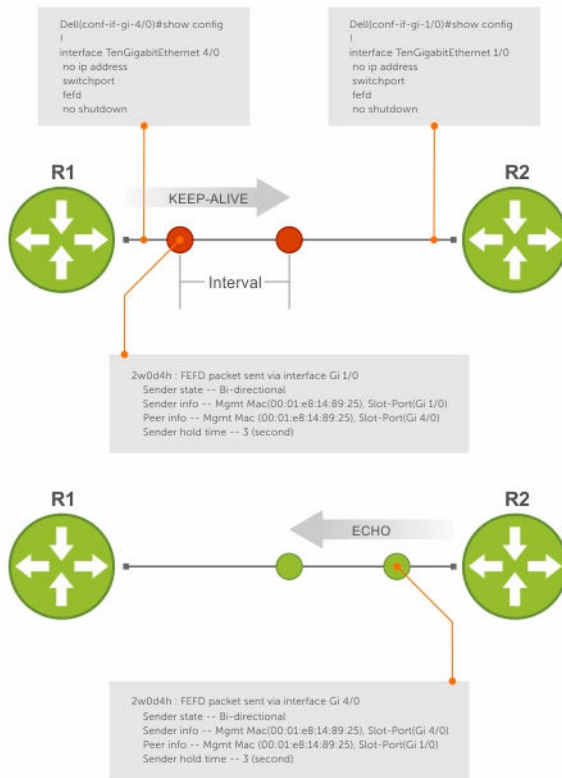 Dell(conf-if-gi-4/0)#show config
!
interface TenGigabitEthernet 4/0
no ip address
switchport
fefd
no shutdown
Dell(conf-if-gi-1/0)#show config
!
interface TenGigabitEthernet 1/0
no ip address
switchport
fefd
no shutdown
R1
R2
KEEP-ALIVE
Interval
2w0d4h : FEFD packet sent via interface Gi 1/0
Sender state -- Bi-directional
Sender info -- Mgmt Mac(00:01:e8:14:89:25), Slot-Port(Gi 1/0)
Peer info -- Mgmt Mac (00:01:e8:14:89:25), Slot-Port(Gi 4/0)
Sender hold time -- 3 (second)
R1
R2
ECHO
2w0d4h : FEFD packet sent via interface Gi 4/0
Sender state -- Bi-directional
Sender info -- Mgmt Mac(00:01:e8:14:89:25), Slot-Port(Gi 4/0)
Peer info -- Mgmt Mac (00:01:e8:14:89:25), Slot-Port(Gi 1/0)
Sender hold time -- 3 (second)